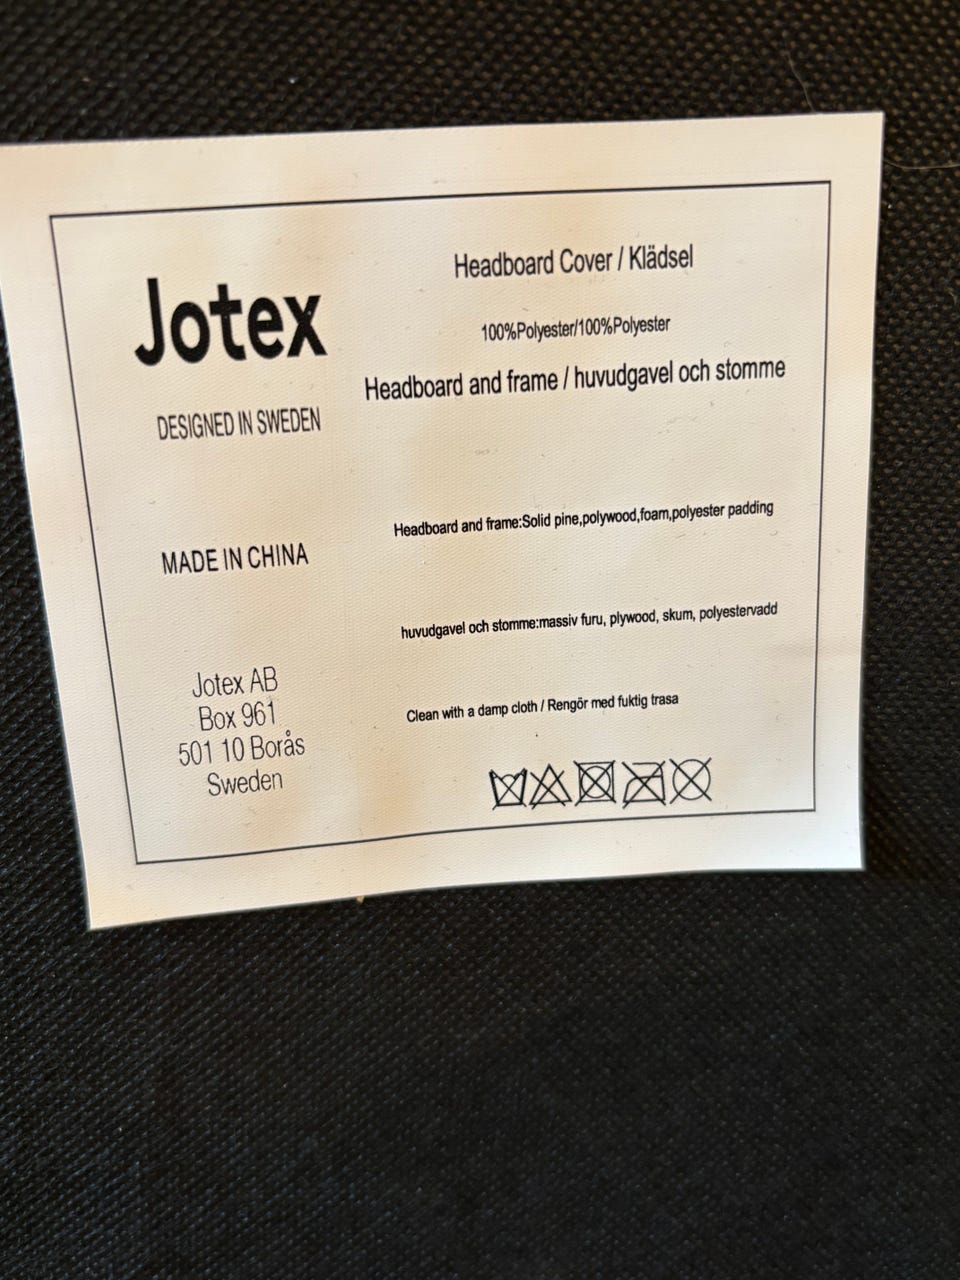 Jotex
DESIGNED IN SWEDEN
MADE IN CHINA
Jotex AB
Box 961
501 10 Borås
Sweden
Headboard Cover / Klädsel
100%Polyester/100%Polyester
Headboard and frame / huvudgavel och stomme
Headboard and frame:Solid pine,polywood,foam,polyester padding
huvudgavel och stomme:massiv furu, plywood, skum, polyestervadd
Clean with a damp cloth / Rengör med fuktig trasa